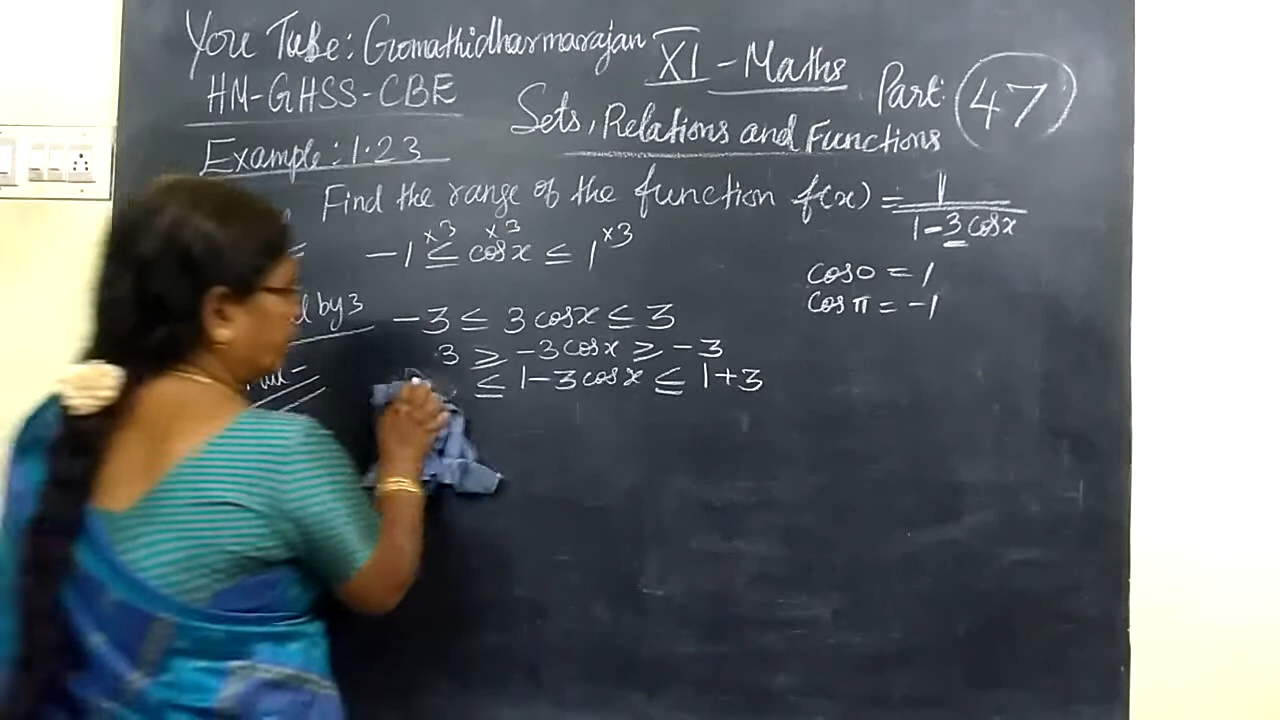 You Tube: Gomathidharmarajan
HM-GHSS-CBE
XI - Maths
Part: 47
Sets, Relations and Functions
Example: 1.23
Find the range of the function f(x) = 1/(1-3cosx)
-1 ×3 ≤ cosx ×3 ≤ 1 ×3
cos0 = 1
cosπ = -1
by 3 -3 ≤ 3cosx ≤ 3
3 ≥ -3cosx ≥ -3
≤ 1-3cosx ≤ 1+3